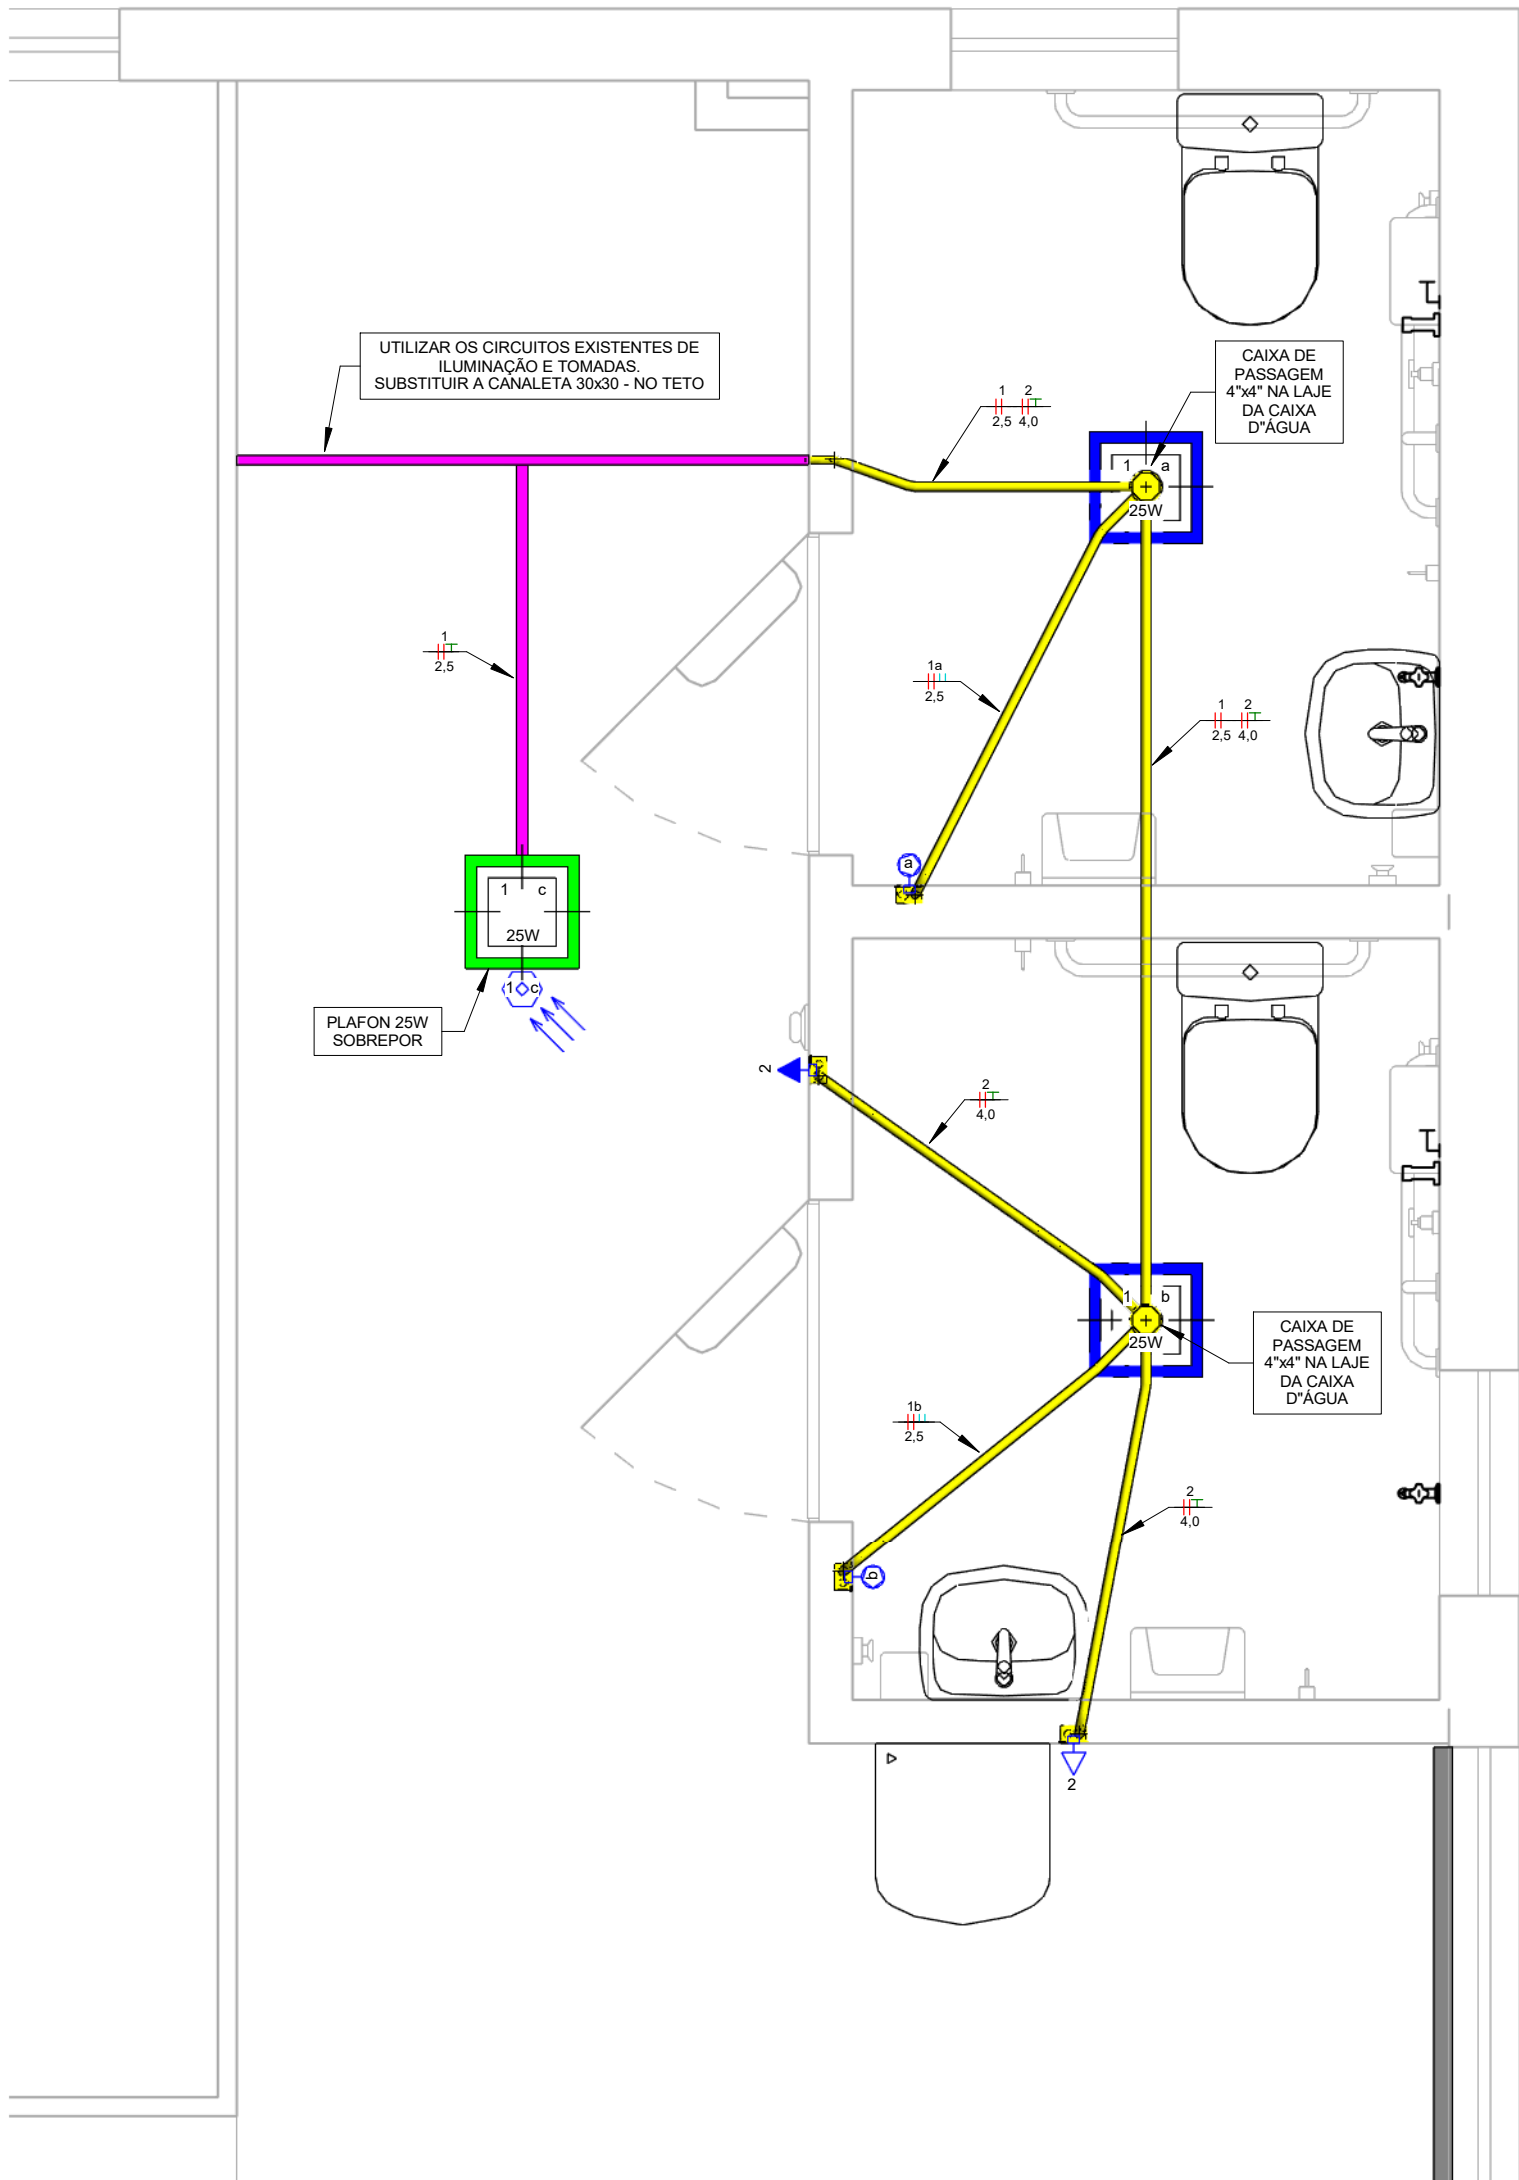 UTILIZAR OS CIRCUITOS EXISTENTES DE
ILUMINAÇÃO E TOMADAS.
SUBSTITUIR A CANALETA 30x30 - NO TETO
CAIXA DE
PASSAGEM
4"x4" NA LAJE
DA CAIXA
D"ÁGUA
1 2
2,5 4,0
1 a
25W
1
2,5
1a
2,5
1 2
2,5 4,0
a
1 c
25W
1 c
PLAFON 25W
SOBREPOR
2
2
4,0
1 b
25W
CAIXA DE
PASSAGEM
4"x4" NA LAJE
DA CAIXA
D"ÁGUA
1b
2,5
2
4,0
b
2